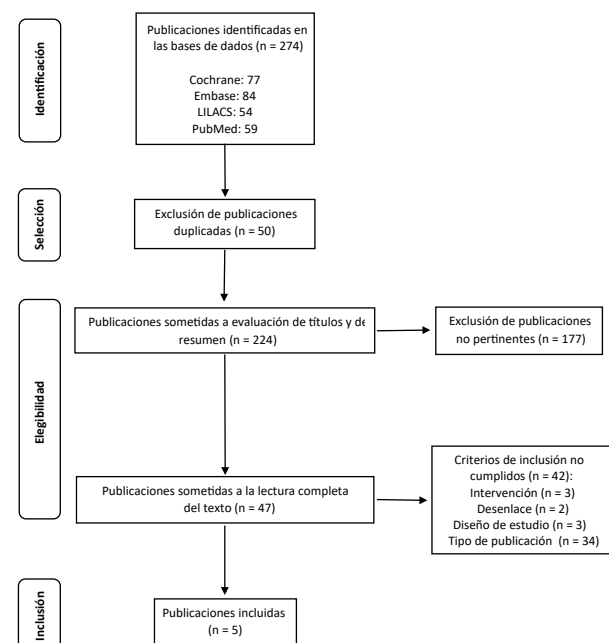 Identificación
Publicaciones identificadas en
las bases de dados (n = 274)
Cochrane: 77
Embase: 84
LILACS: 54
PubMed: 59
Selección
Exclusión de publicaciones
duplicadas (n = 50)
Elegibilidad
Publicaciones sometidas a evaluación de títulos y de
resumen (n = 224)
Exclusión de publicaciones
no pertinentes (n = 177)
Publicaciones sometidas a la lectura completa
del texto (n = 47)
Criterios de inclusión no
cumplidos (n = 42):
Intervención (n = 3)
Desenlace (n = 2)
Diseño de estudio (n = 3)
Tipo de publicación (n = 34)
Inclusión
Publicaciones incluidas
(n = 5)